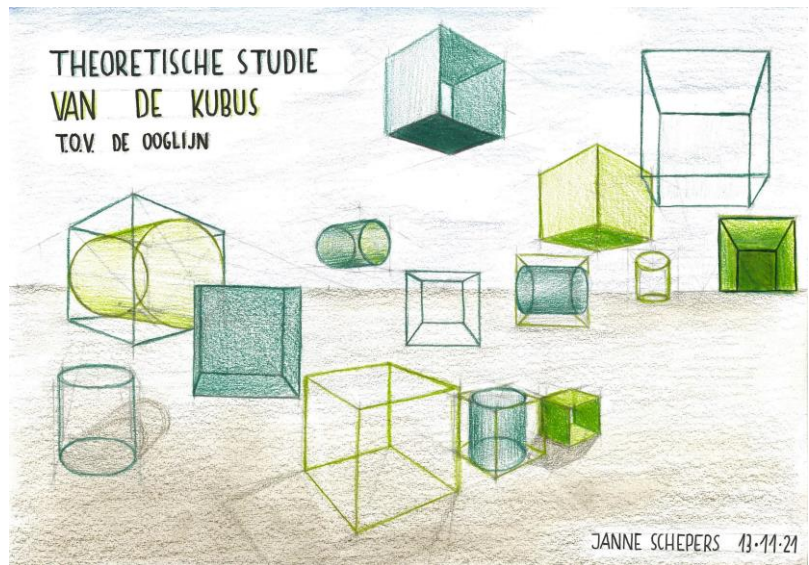 THEORETISCHE STUDIE
VAN DE KUBUS
T.O.V. DE OOGLIJN
JANNE SCHEPERS 13·11·21